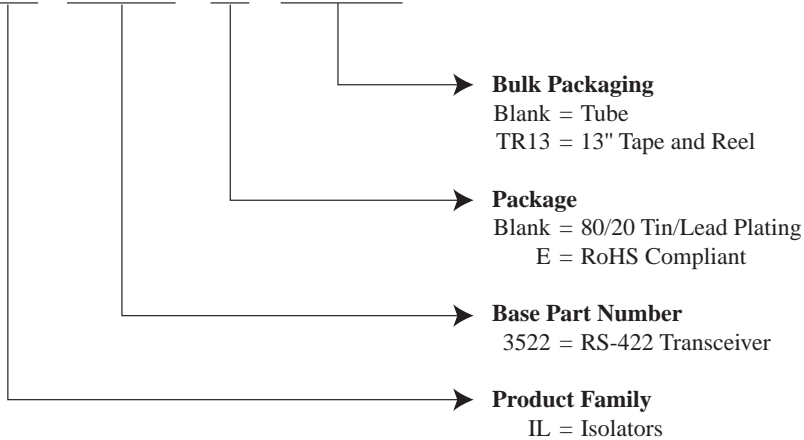 Bulk Packaging
Blank = Tube
TR13 = 13" Tape and Reel
Package
Blank = 80/20 Tin/Lead Plating
E = RoHS Compliant
Base Part Number
3522 = RS-422 Transceiver
Product Family
IL = Isolators